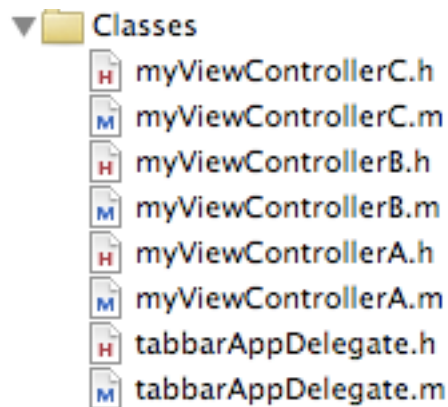 Classes
H myViewControllerC.h
M myViewControllerC.m
H myViewControllerB.h
M myViewControllerB.m
H myViewControllerA.h
M myViewControllerA.m
H tabbarAppDelegate.h
M tabbarAppDelegate.m